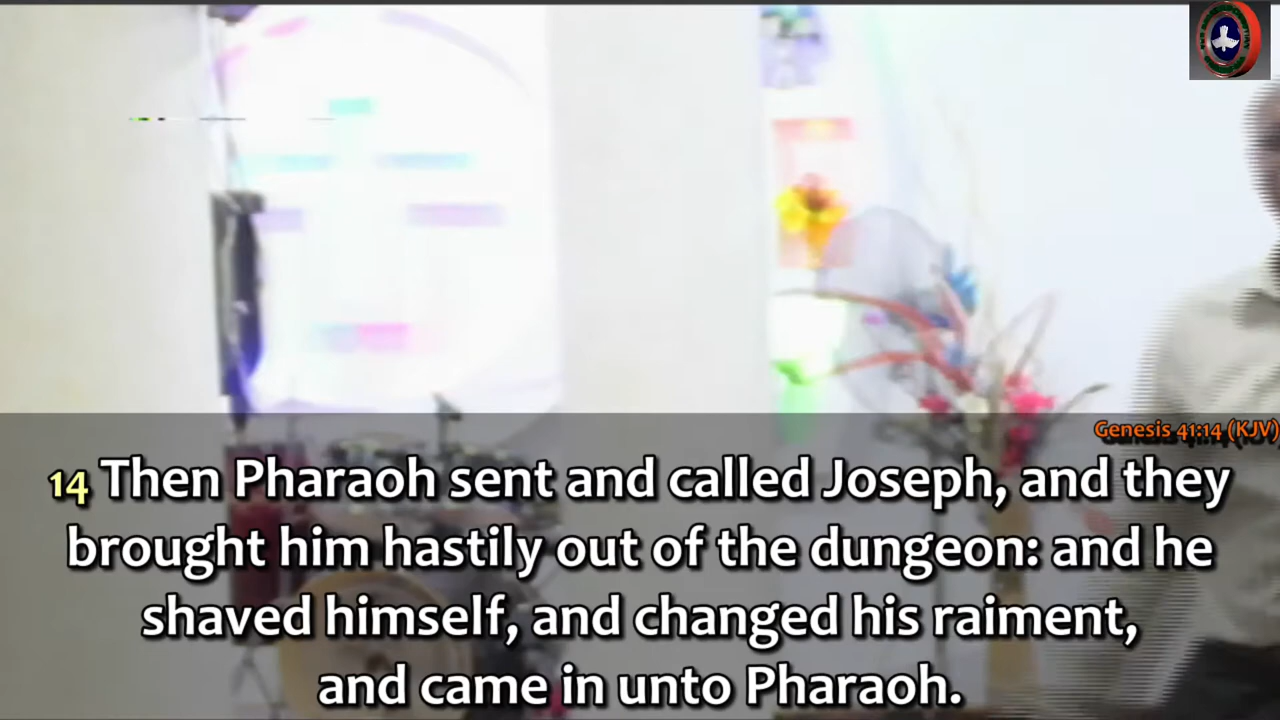 Genesis 41:14 (KJV)
14 Then Pharaoh sent and called Joseph, and they
brought him hastily out of the dungeon: and he
shaved himself, and changed his raiment,
and came in unto Pharaoh.